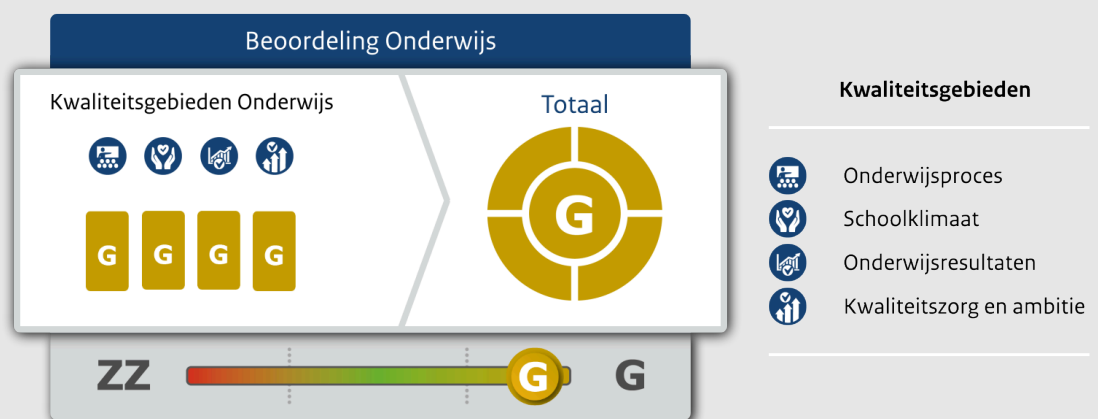 Beoordeling Onderwijs
Kwaliteitsgebieden Onderwijs
Totaal
G G G G
G
ZZ G G
Kwaliteitsgebieden
Onderwijsproces
Schoolklimaat
Onderwijsresultaten
Kwaliteitszorg en ambitie